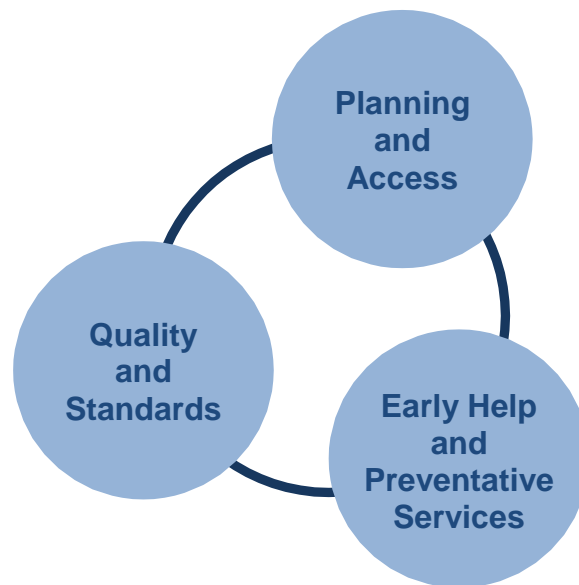 Planning
and
Access
Quality
and
Standards
Early Help
and
Preventative
Services